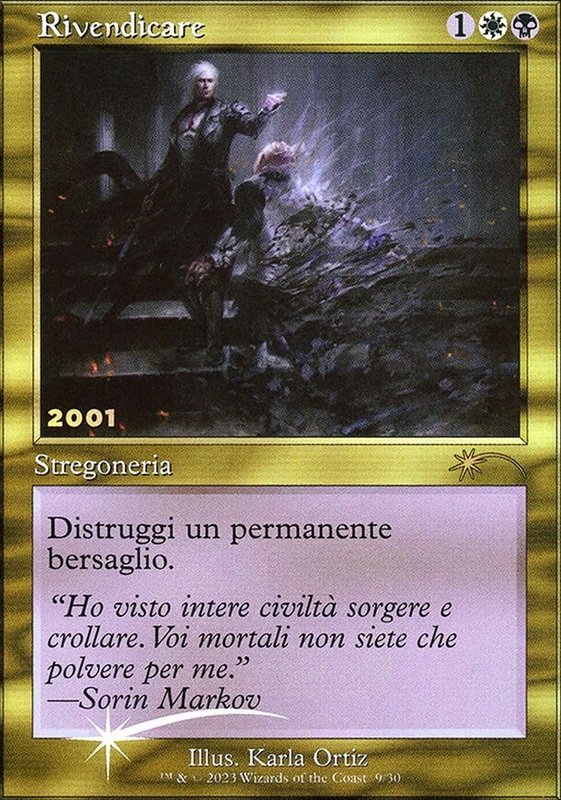 Rivendicare 1
2001
Stregoneria
Distruggi un permanente
bersaglio.
“Ho visto intere civiltà sorgere e
crollare. Voi mortali non siete che
polvere per me.”
—Sorin Markov
Illus. Karla Ortiz
™ & © 2023 Wizards of the Coast 9/30